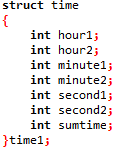 struct time
{
    int hour1;
    int hour2;
    int minute1;
    int minute2;
    int second1;
    int second2;
    int sumtime;
}time1;